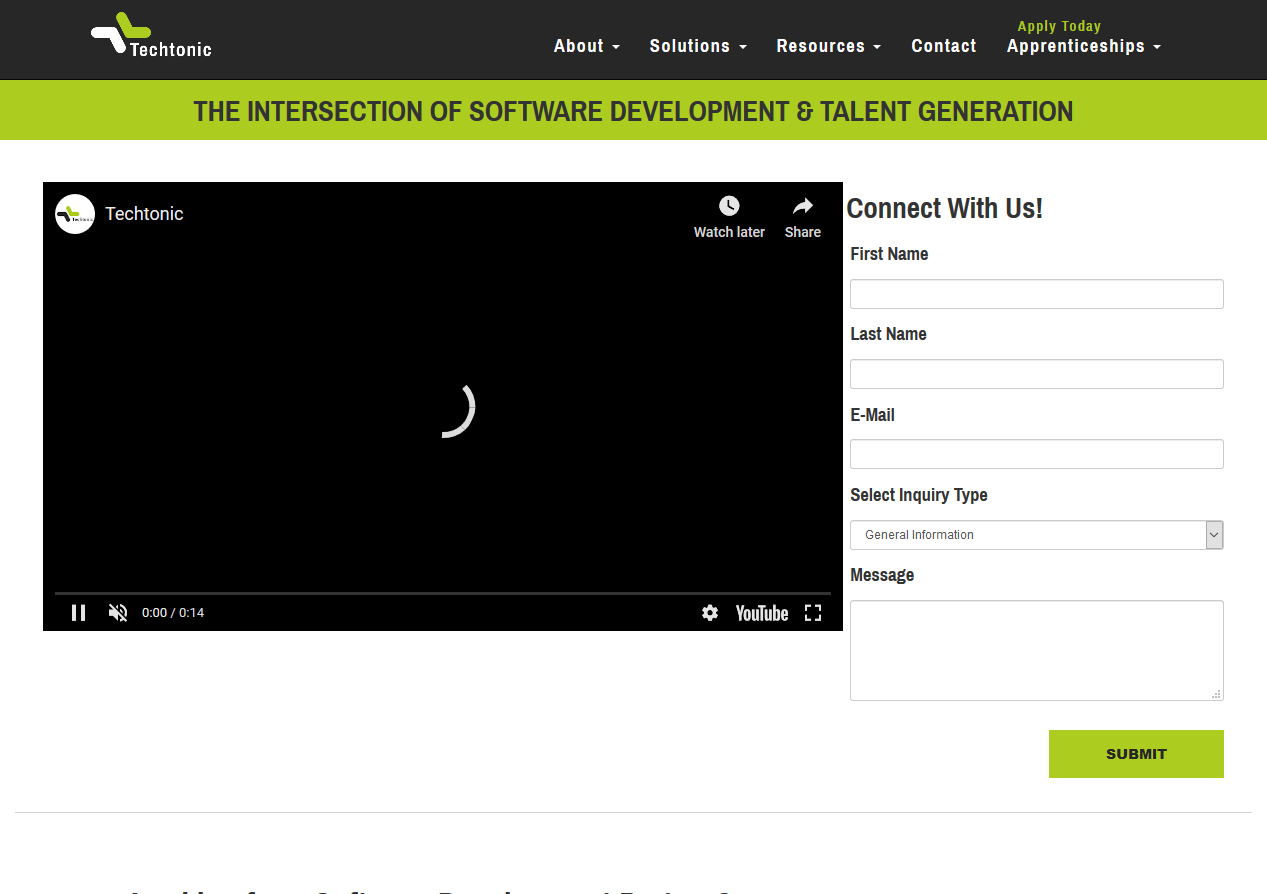 Techtonic
About
Solutions
Resources
Contact
Apply Today
Apprenticeships
THE INTERSECTION OF SOFTWARE DEVELOPMENT & TALENT GENERATION
Techtonic
Techtonic
Watch later
Share
0:00 / 0:14
YouTube
Connect With Us!
First Name
Last Name
E-Mail
Select Inquiry Type
General Information
Message
SUBMIT